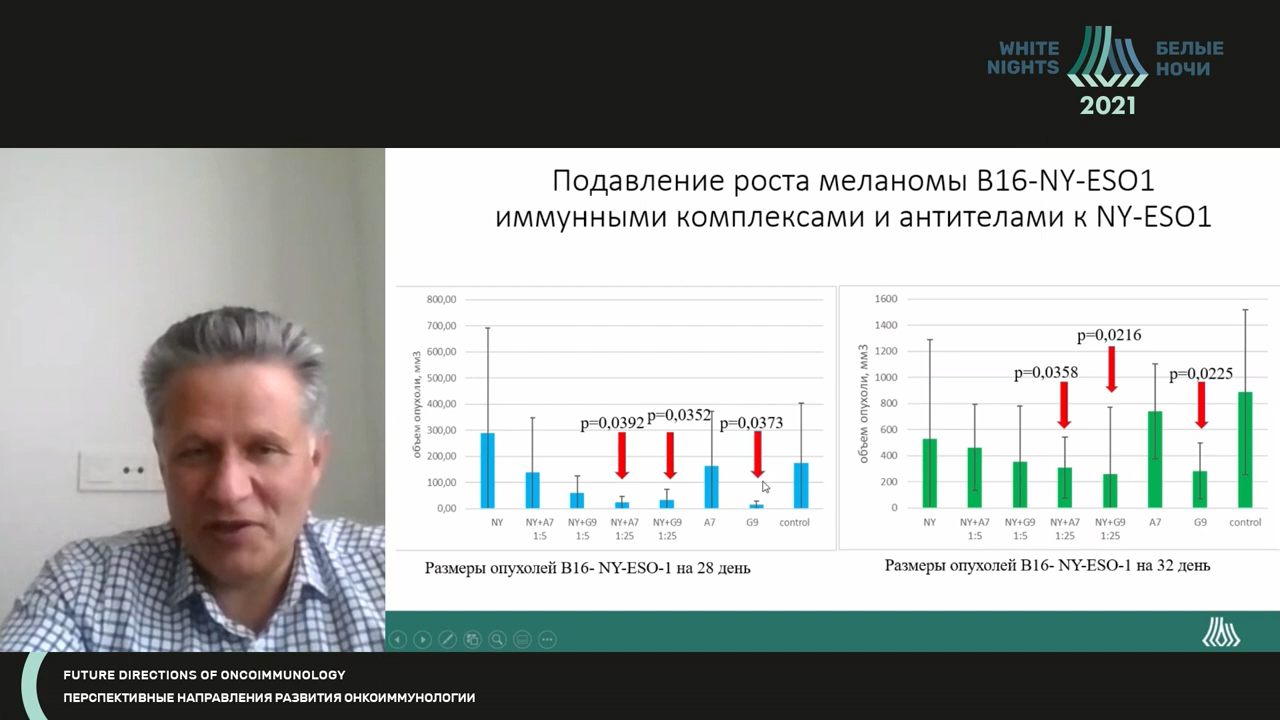 WHITE NIGHTS
БЕЛЫЕ НОЧИ
2021
Подавление роста меланомы B16-NY-ESO1
иммунными комплексами и антителами к NY-ESO1
объем опухоли, мм3
800,00
700,00
600,00
500,00
400,00
300,00
200,00
100,00
0,00
p=0,0392
p=0,0352
p=0,0373
NY
NY+A7 1:5
NY+G9 1:5
NY+A7 1:25
NY+G9 1:25
A7
G9
control
Размеры опухолей B16- NY-ESO-1 на 28 день
объем опухоли, мм3
1600
1400
1200
1000
800
600
400
200
0
p=0,0358
p=0,0216
p=0,0225
NY
NY+A7 1:5
NY+G9 1:5
NY+A7 1:25
NY+G9 1:25
A7
G9
control
Размеры опухолей B16- NY-ESO-1 на 32 день
FUTURE DIRECTIONS OF ONCOIMMUNOLOGY
ПЕРСПЕКТИВНЫЕ НАПРАВЛЕНИЯ РАЗВИТИЯ ОНКОИММУНОЛОГИИ